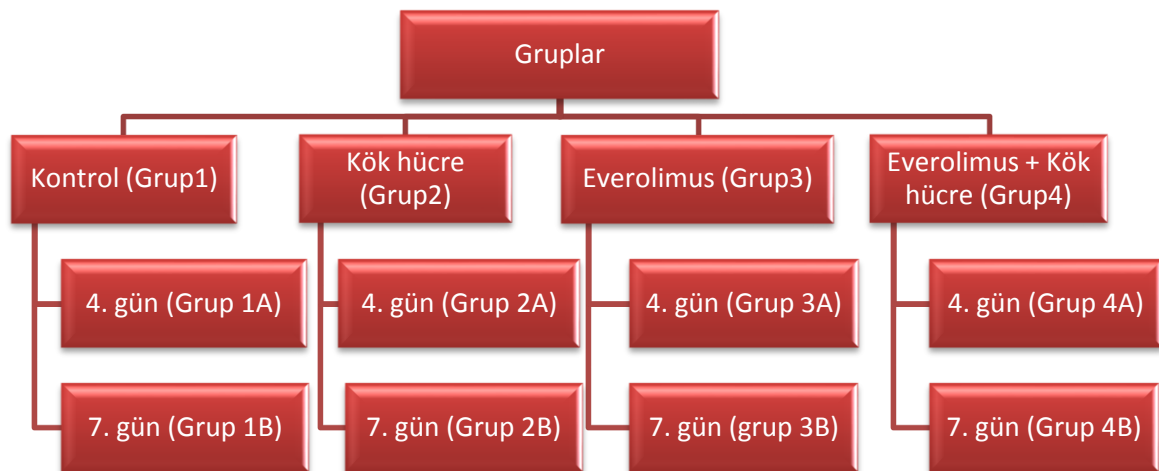 Gruplar
Kontrol (Grup1)
Kök hücre
(Grup2)
Everolimus (Grup3)
Everolimus + Kök
hücre (Grup4)
4. gün (Grup 1A)
4. gün (Grup 2A)
4. gün (Grup 3A)
4. gün (Grup 4A)
7. gün (Grup 1B)
7. gün (Grup 2B)
7. gün (grup 3B)
7. gün (Grup 4B)